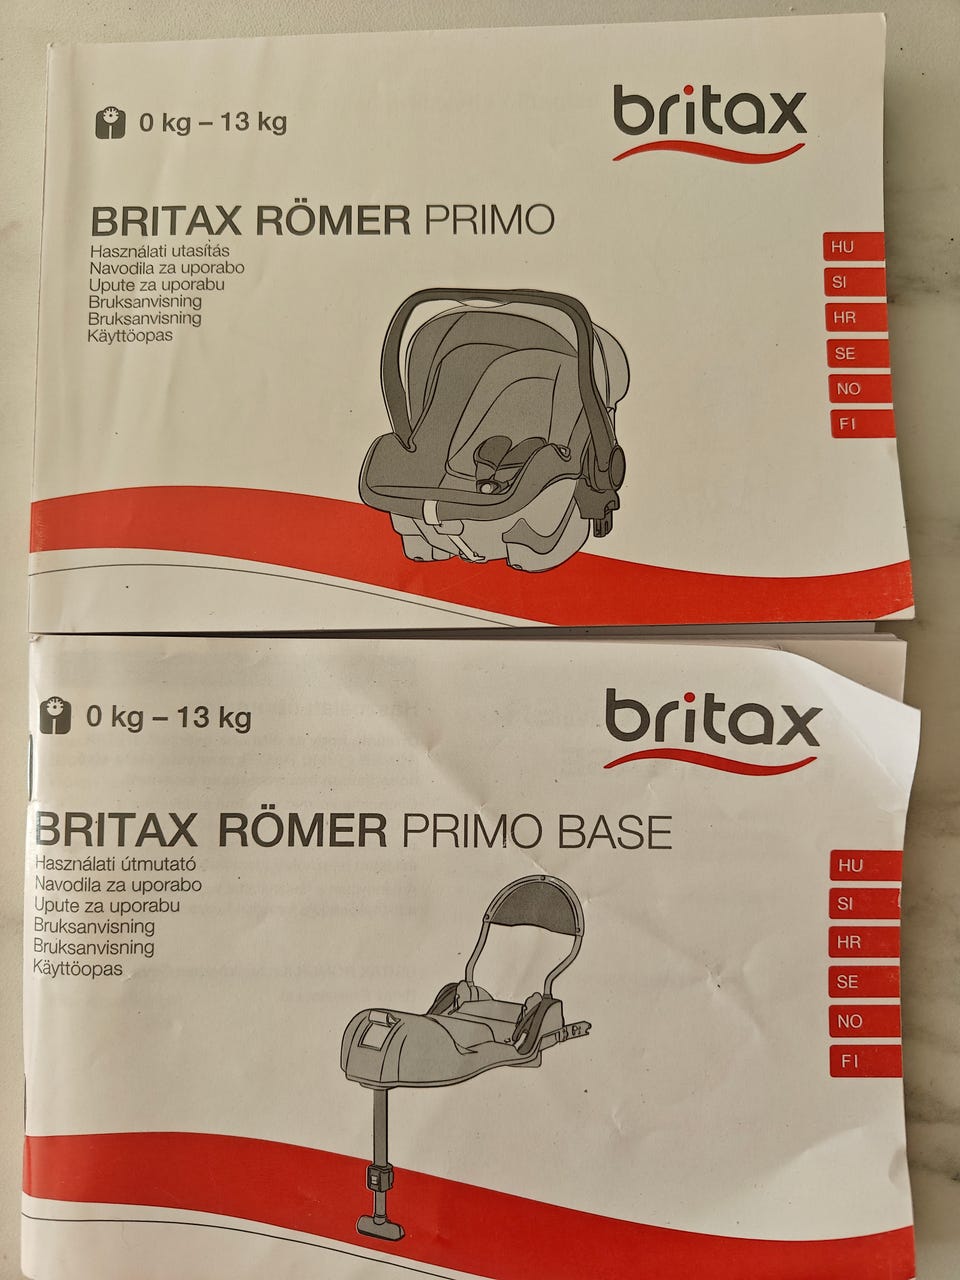 0 kg – 13 kg
britax
BRITAX RÖMER PRIMO
Használati utasítás
Navodila za uporabo
Upute za uporabu
Bruksanvisning
Bruksanvisning
Käyttöopas
HU
SI
HR
SE
NO
FI
0 kg – 13 kg
britax
BRITAX RÖMER PRIMO BASE
Használati útmutató
Navodila za uporabo
Upute za uporabu
Bruksanvisning
Bruksanvisning
Käyttöopas
HU
SI
HR
SE
NO
FI